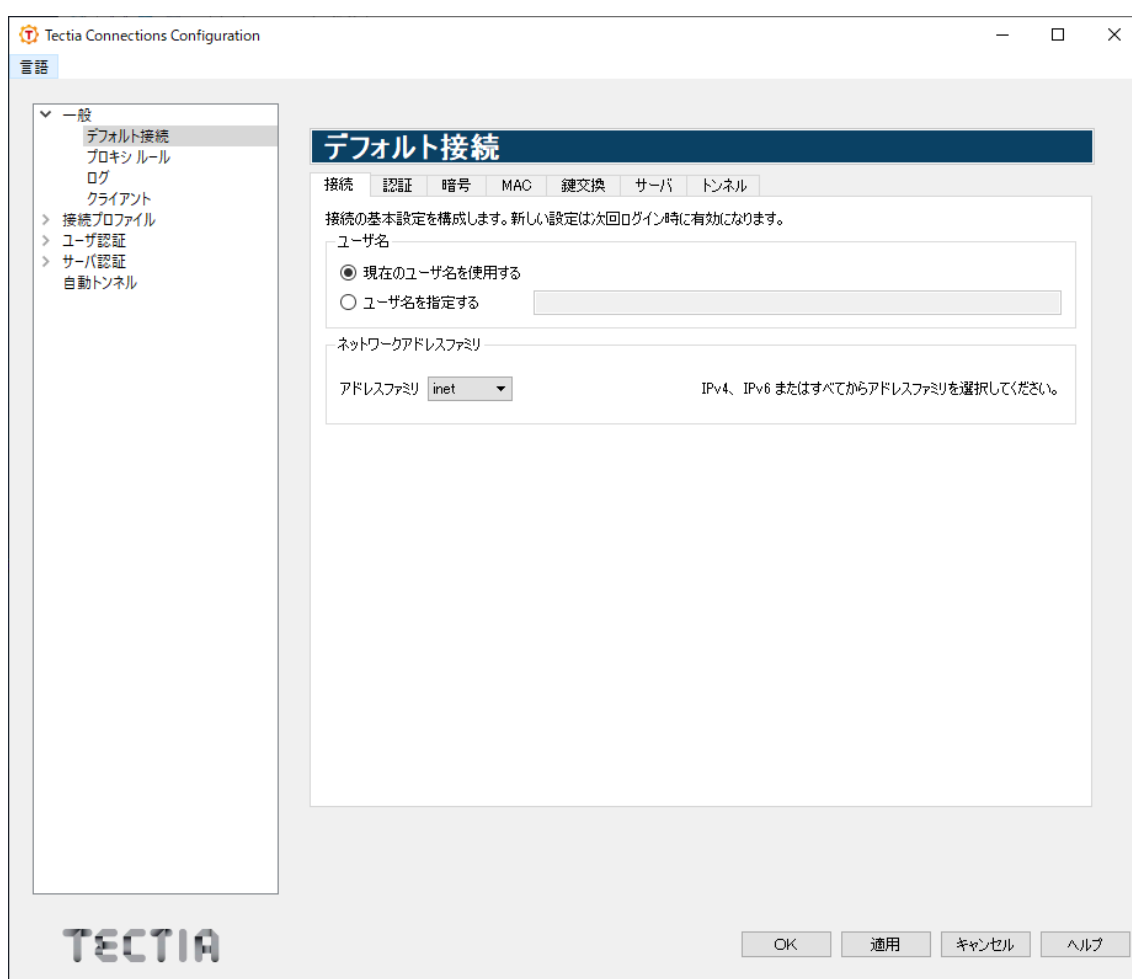 Tectia Connections Configuration
言語
一般
デフォルト接続
プロキシ ルール
ログ
クライアント
接続プロファイル
ユーザ認証
サーバ認証
自動トンネル
デフォルト接続
接続 認証 暗号 MAC 鍵交換 サーバ トンネル
接続の基本設定を構成します。新しい設定は次回ログイン時に有効になります。
ユーザ名
現在のユーザ名を使用する
ユーザ名を指定する
ネットワークアドレスファミリ
アドレスファミリ inet IPv4、IPv6 またはすべてからアドレスファミリを選択してください。
TECTIA
OK 適用 キャンセル ヘルプ